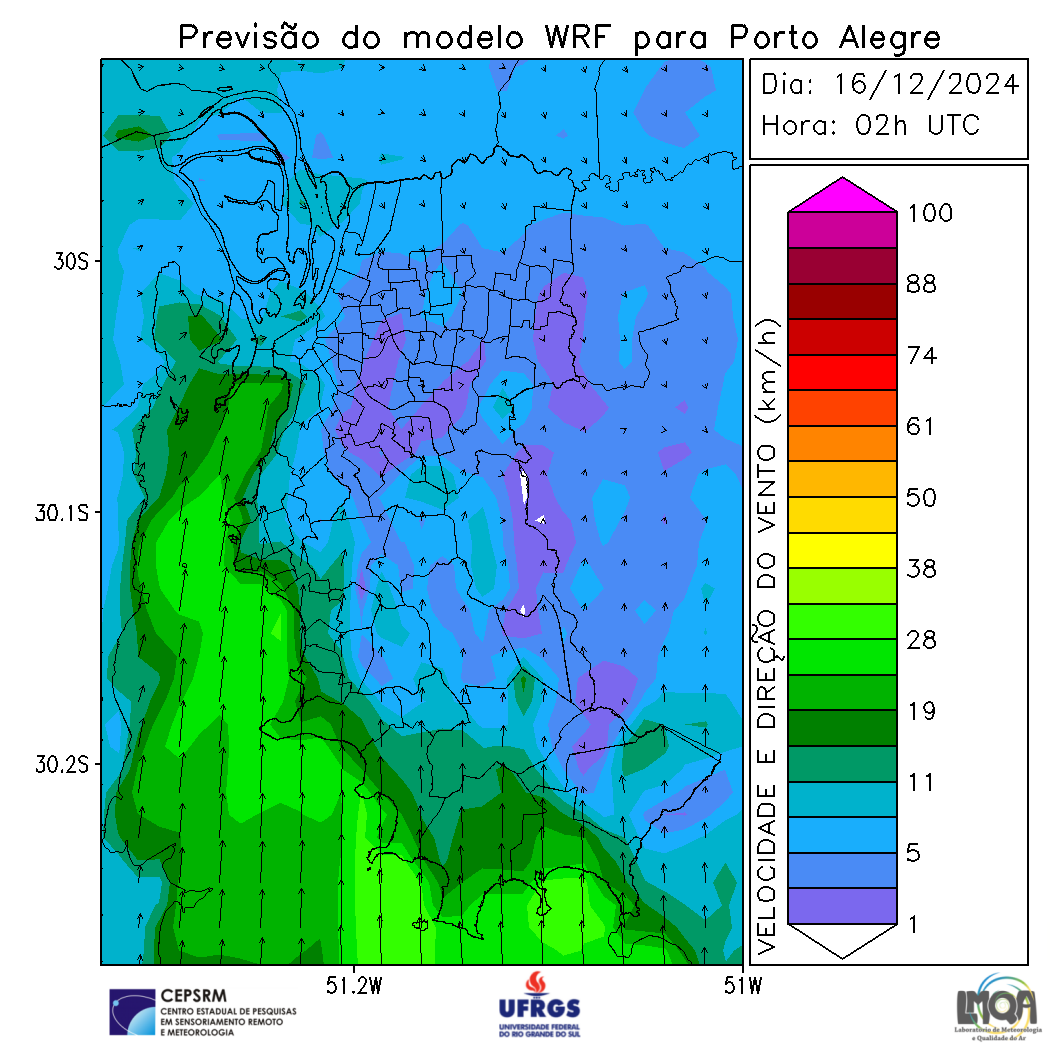 Previsão do modelo WRF para Porto Alegre
Dia: 16/12/2024
Hora: 02h UTC
30S
30.1S
30.2S
51.2W
51W
VELOCIDADE E DIREÇÃO DO VENTO (km/h)
100
88
74
61
50
38
28
19
11
5
1
CEPSRM
CENTRO ESTADUAL DE PESQUISAS
EM SENSORIAMENTO REMOTO
E METEOROLOGIA
UFRGS
UNIVERSIDADE FEDERAL
DO RIO GRANDE DO SUL
LMQA
Laboratório de Meteorologia
e Qualidade do Ar